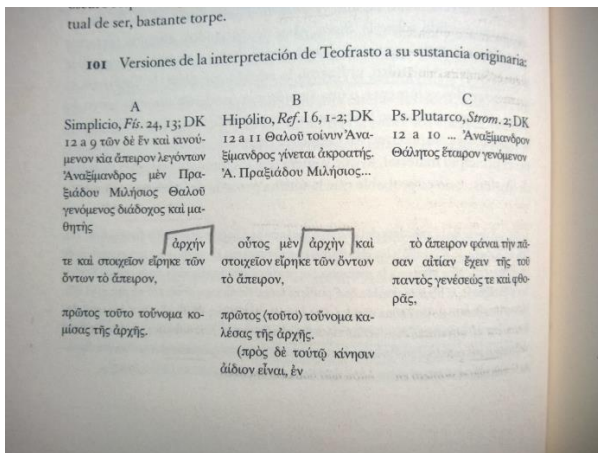 tual de ser, bastante torpe.
101 Versiones de la interpretación de Teofrasto a su sustancia originaria:
A
Simplicio, Fís. 24, 13; DK
12 a 9 τῶν δὲ ἓν καὶ κινού-
μενον κὶα ἄπειρον λεγόντων
Ἀναξίμανδρος μὲν Πρα-
ξιάδου Μιλήσιος Θαλοῦ
γενόμενος διάδοχος καὶ μα-
θητὴς
ἀρχήν
τε καὶ στοιχεῖον εἴρηκε τῶν
ὄντων τὸ ἄπειρον,
πρῶτος τοῦτο τοὔνομα κο-
μίσας τῆς ἀρχῆς.
B
Hipólito, Ref. I 6, 1-2; DK
12 a 11 Θαλοῦ τοίνυν Ἀνα-
ξίμανδρος γίνεται ἀκροατής.
Ἀ. Πραξιάδου Μιλήσιος...
οὗτος μὲν ἀρχὴν καὶ
στοιχεῖον εἴρηκε τῶν ὄντων
τὸ ἄπειρον,
πρῶτος ⟨τοῦτο⟩ τοὔνομα κα-
λέσας τῆς ἀρχῆς.
(πρὸς δὲ τούτῳ κίνησιν
ἀίδιον εἶναι, ἐν
C
Ps. Plutarco, Strom. 2; DK
12 a 10 ... Ἀναξίμανδρον
Θάλητος ἕταιρον γενόμενον
τὸ ἄπειρον φάναι τὴν πᾶ-
σαν αἰτίαν ἔχειν τῆς τοῦ
παντὸς γενέσεώς τε καὶ φθο-
ρᾶς,